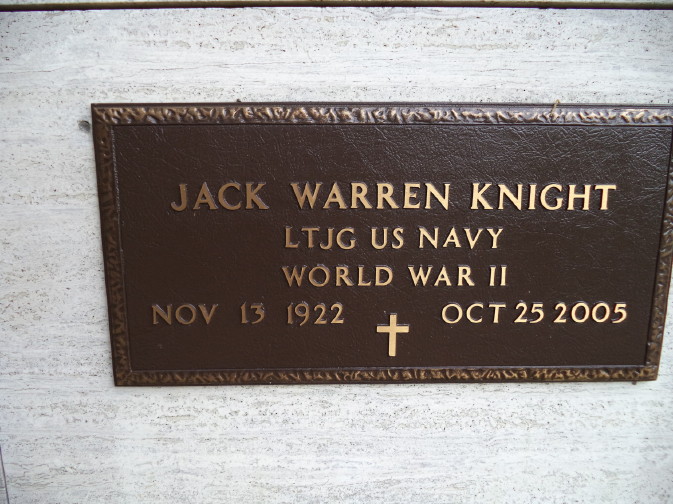 JACK WARREN KNIGHT
LTJG US NAVY
WORLD WAR II
NOV 13 1922 OCT 25 2005